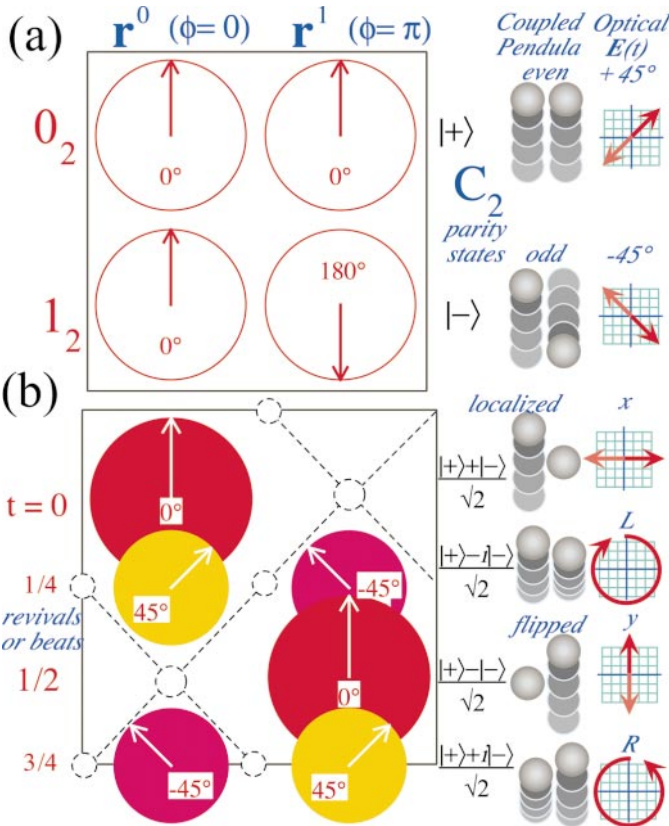 (a) r⁰ (ϕ= 0) r¹ (ϕ= π)
Coupled Optical
Pendula E(t)
even +45°
0₂ 0° 0° |+⟩
C₂
parity
states odd -45°
180°
1₂ 0° |−⟩
(b) localized x
t = 0 0° |+⟩+|−⟩
√2
L
1/4 45° -45° |+⟩−i|−⟩
√2
revivals
or beats flipped y
1/2 0° |+⟩−|−⟩
√2
R
3/4 -45° 45° |+⟩+i|−⟩
√2